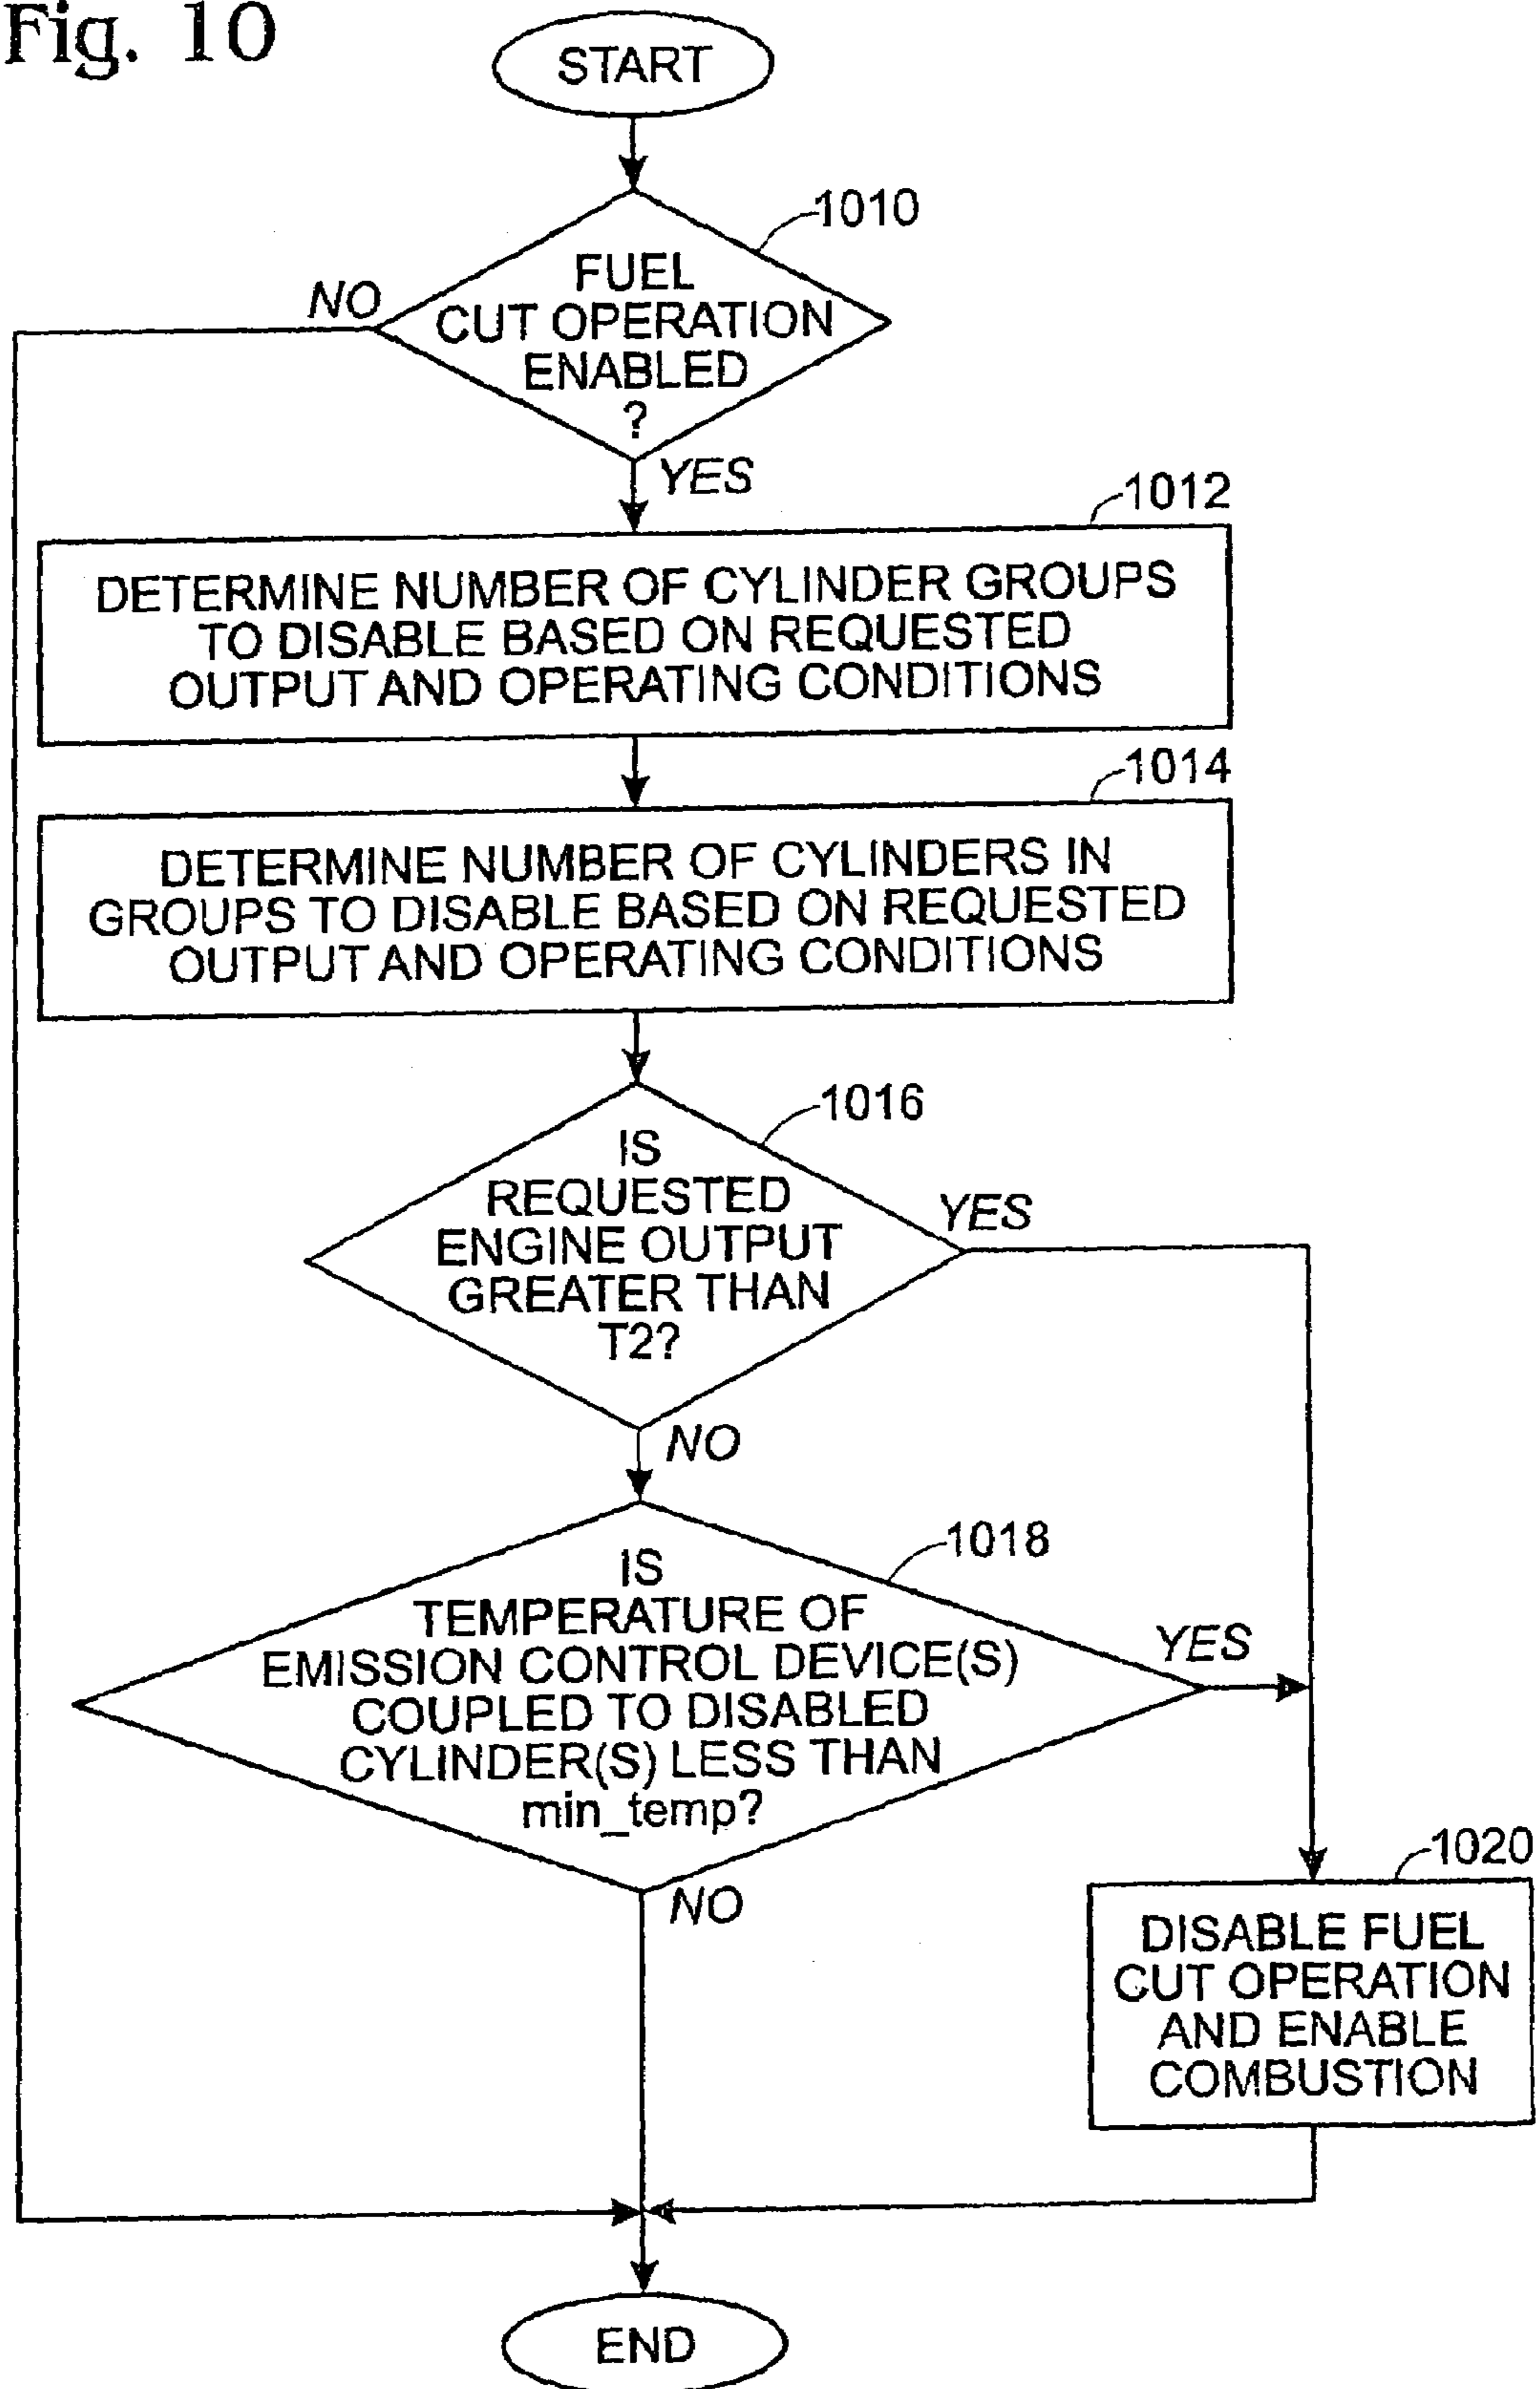 Fig. 10
START
1010
FUEL
CUT OPERATION
ENABLED
?
NO
YES
1012
DETERMINE NUMBER OF CYLINDER GROUPS
TO DISABLE BASED ON REQUESTED
OUTPUT AND OPERATING CONDITIONS
1014
DETERMINE NUMBER OF CYLINDERS IN
GROUPS TO DISABLE BASED ON REQUESTED
OUTPUT AND OPERATING CONDITIONS
1016
IS
REQUESTED
ENGINE OUTPUT
GREATER THAN
T2?
YES
NO
1018
IS
TEMPERATURE OF
EMISSION CONTROL DEVICE(S)
COUPLED TO DISABLED
CYLINDER(S) LESS THAN
min_temp?
YES
NO
1020
DISABLE FUEL
CUT OPERATION
AND ENABLE
COMBUSTION
END